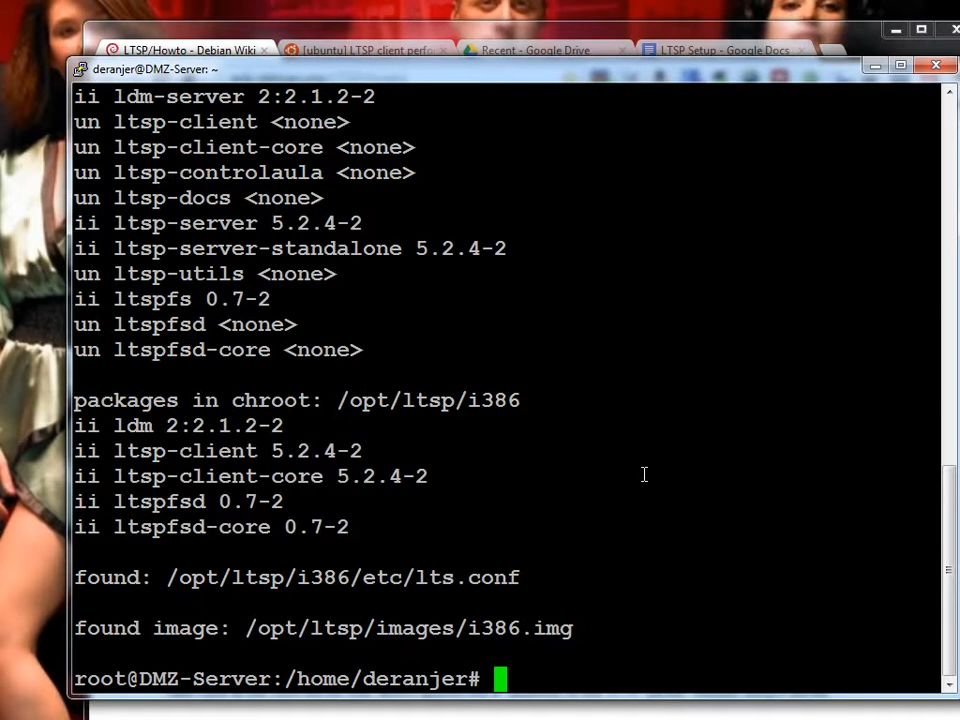 LTSP/Howto - Debian Wiki
[ubuntu] LTSP client perfo
Recent - Google Drive
LTSP Setup - Google Docs
deranjer@DMZ-Server: ~
ii ldm-server 2:2.1.2-2
un ltsp-client <none>
un ltsp-client-core <none>
un ltsp-controlaula <none>
un ltsp-docs <none>
ii ltsp-server 5.2.4-2
ii ltsp-server-standalone 5.2.4-2
un ltsp-utils <none>
ii ltspfs 0.7-2
un ltspfsd <none>
un ltspfsd-core <none>
packages in chroot: /opt/ltsp/i386
ii ldm 2:2.1.2-2
ii ltsp-client 5.2.4-2
ii ltsp-client-core 5.2.4-2
ii ltspfsd 0.7-2
ii ltspfsd-core 0.7-2
found: /opt/ltsp/i386/etc/lts.conf
found image: /opt/ltsp/images/i386.img
root@DMZ-Server:/home/deranjer#